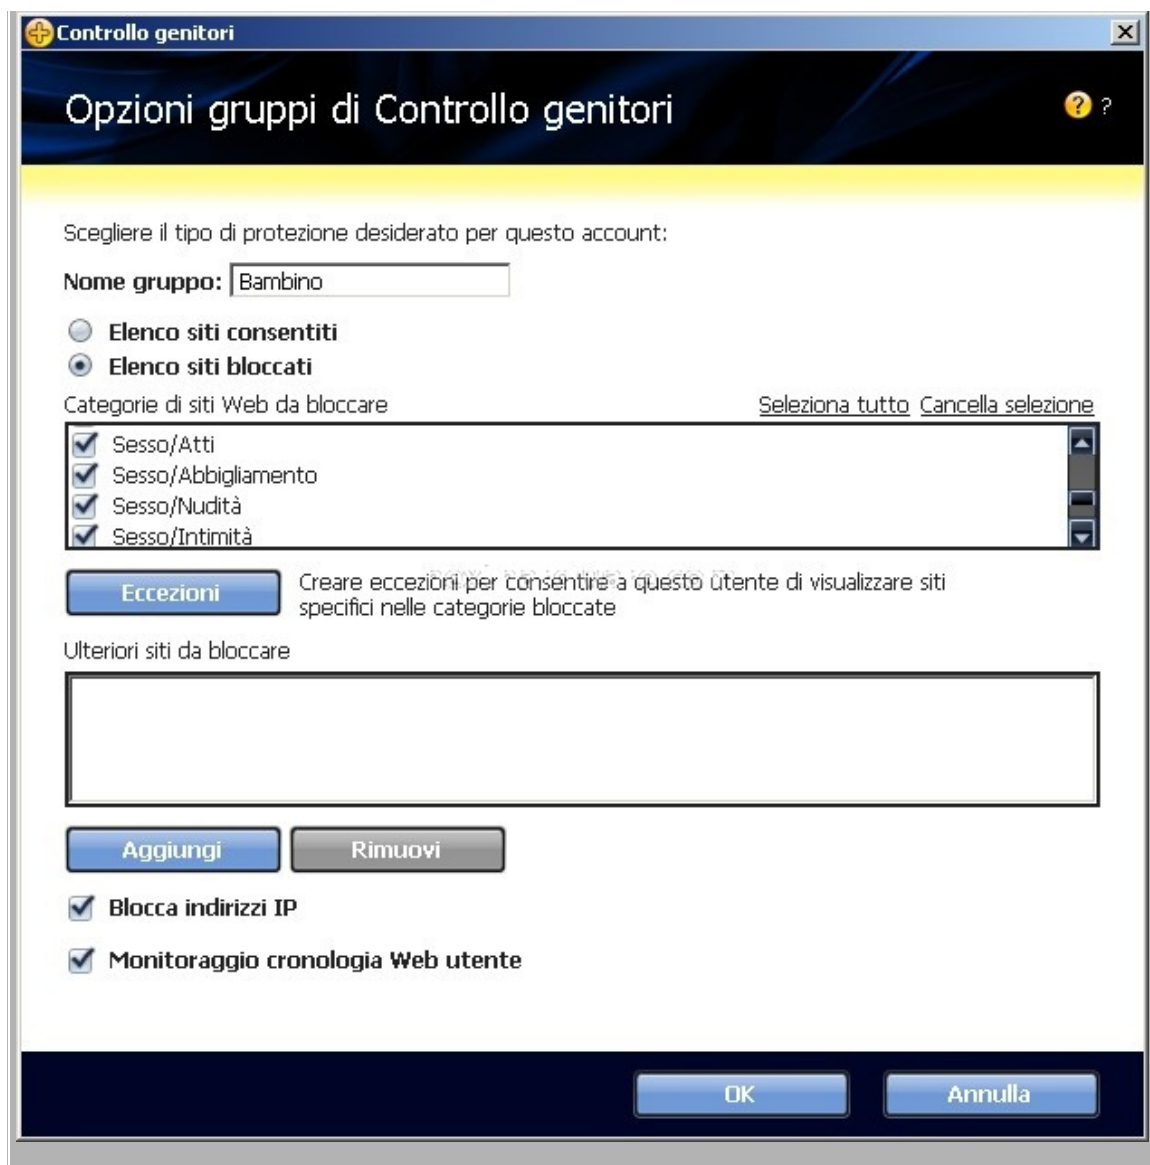 Controllo genitori
Opzioni gruppi di Controllo genitori
?
Scegliere il tipo di protezione desiderato per questo account:
Nome gruppo: Bambino
Elenco siti consentiti
Elenco siti bloccati
Categorie di siti Web da bloccare Seleziona tutto Cancella selezione
Sesso/Atti
Sesso/Abbigliamento
Sesso/Nudità
Sesso/Intimità
Eccezioni
Creare eccezioni per consentire a questo utente di visualizzare siti
specifici nelle categorie bloccate
Ulteriori siti da bloccare
Aggiungi Rimuovi
Blocca indirizzi IP
Monitoraggio cronologia Web utente
OK Annulla